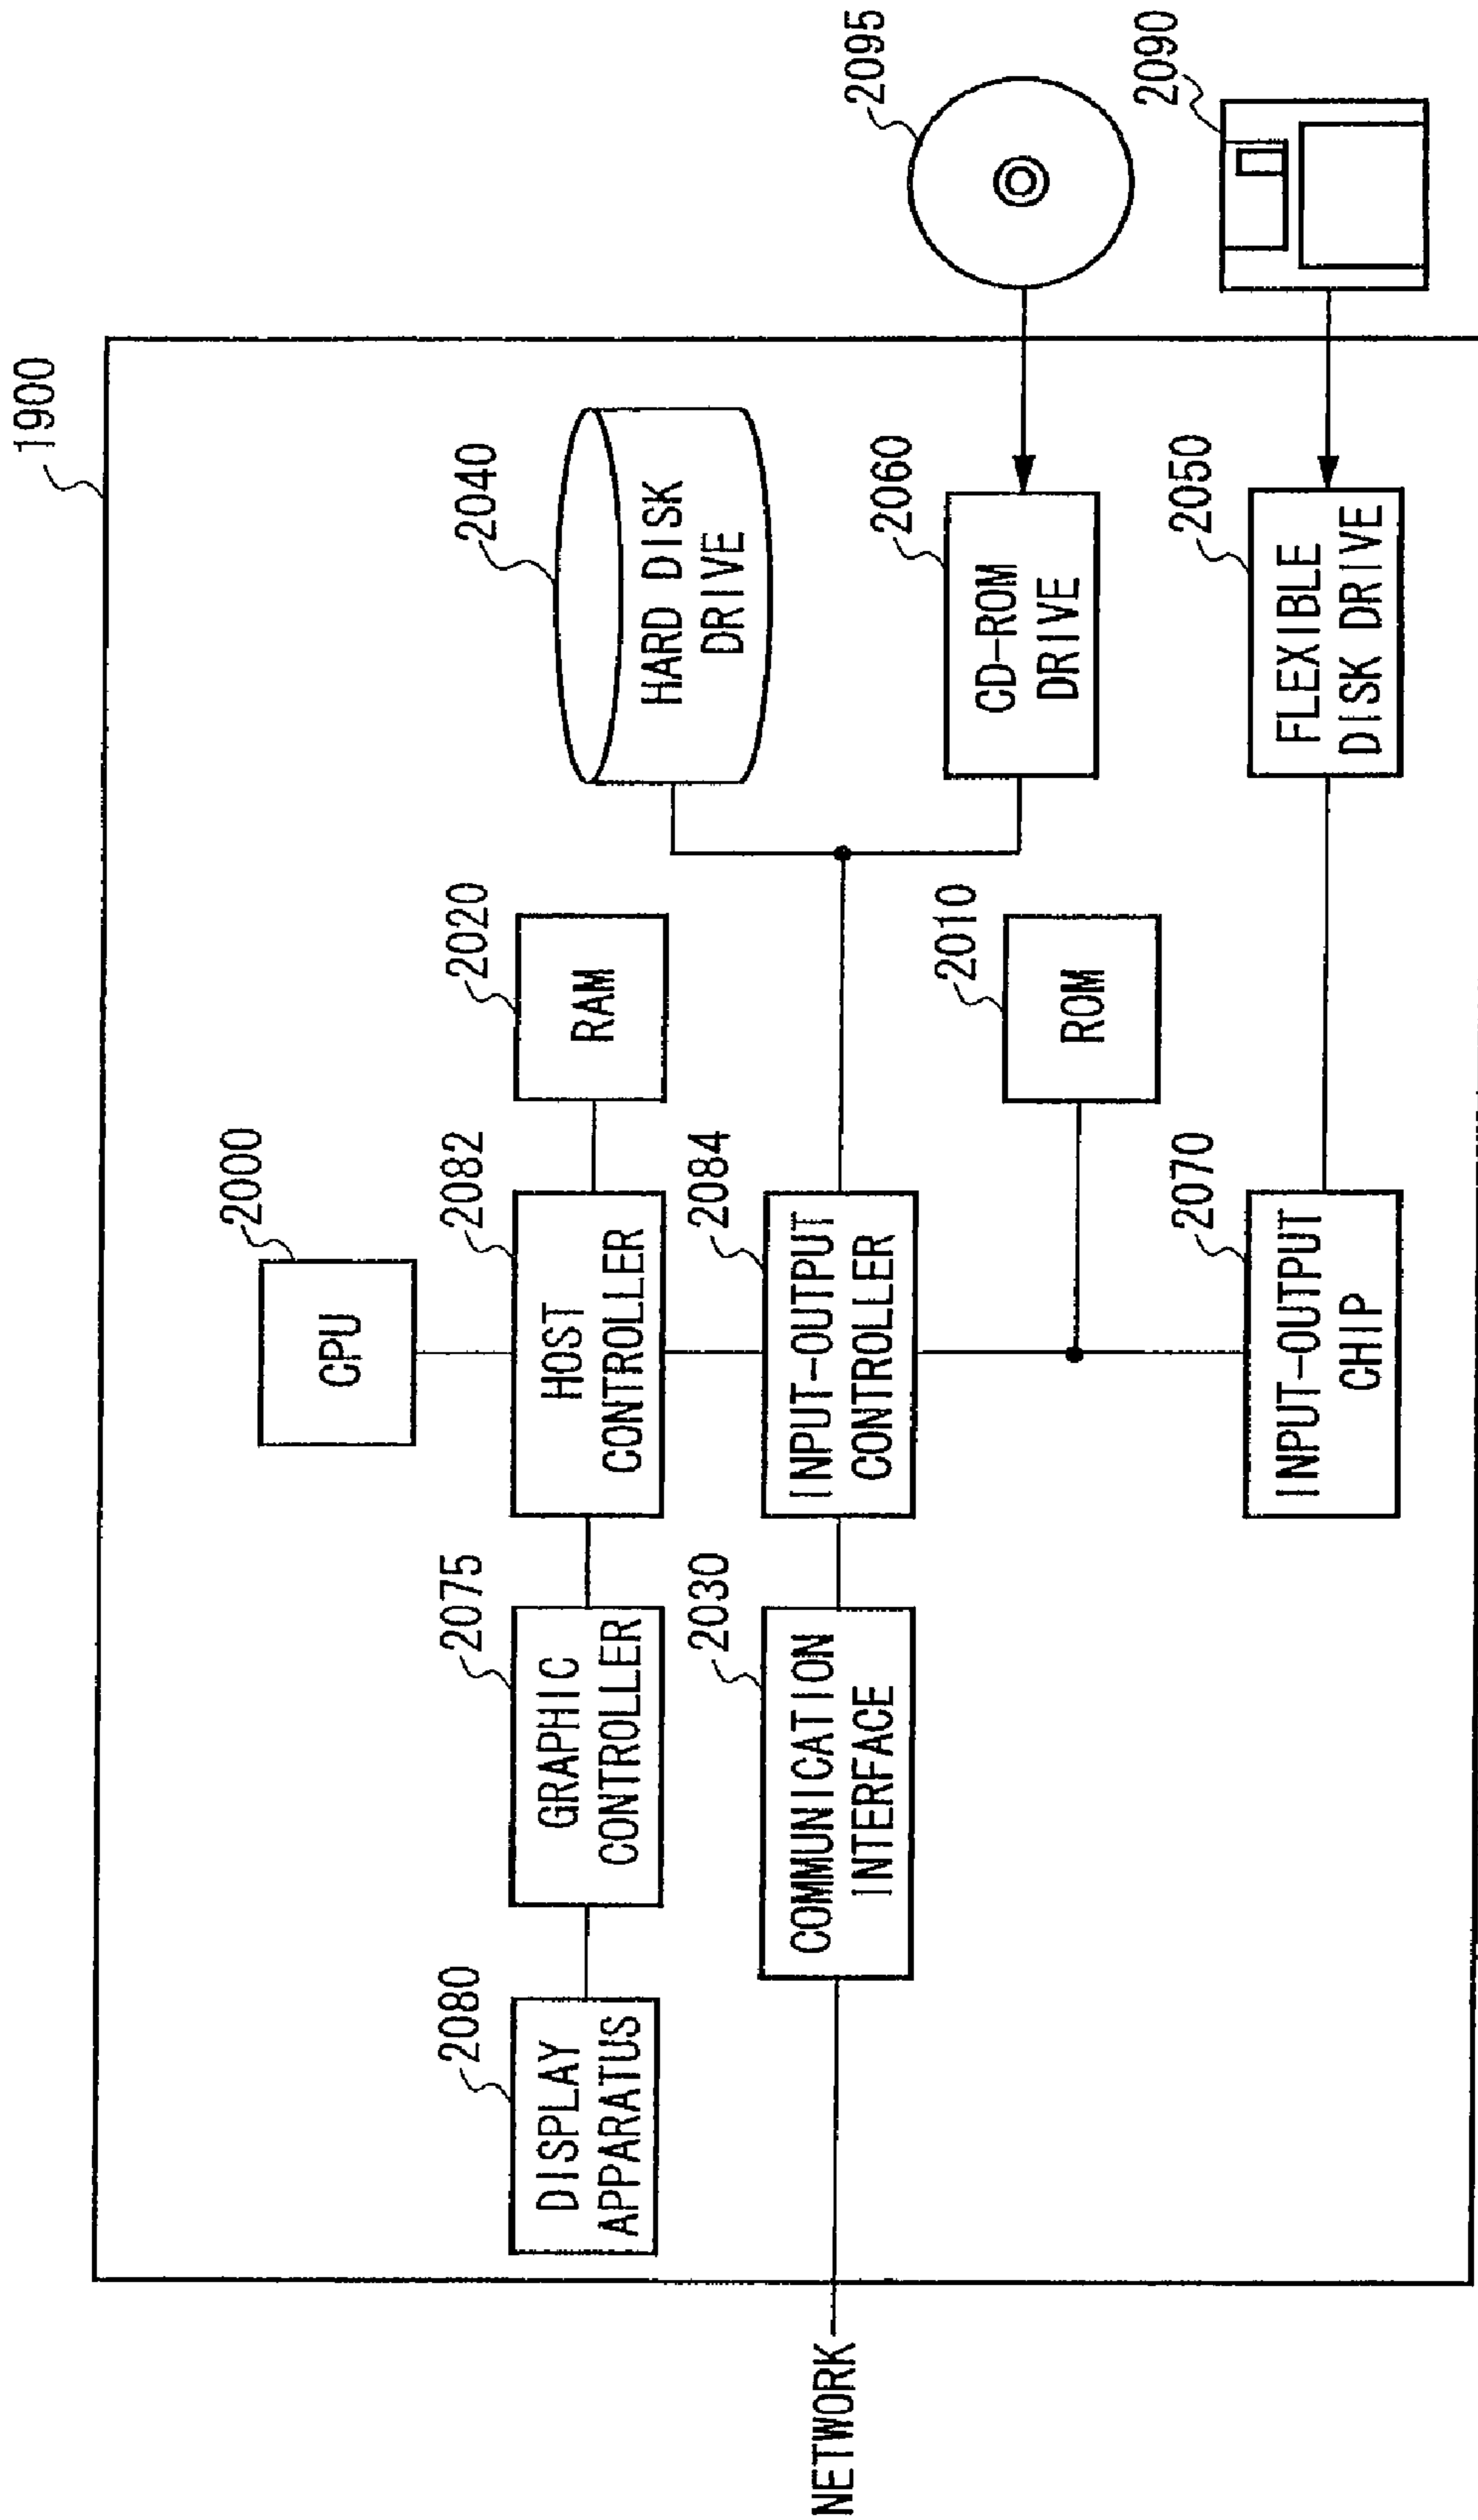 1900
2000
CPU
2080
DISPLAY
APPARATUS
2075
GRAPHIC
CONTROLLER
2082
HOST
CONTROLLER
2020
RAM
2040
HARD DISK
DRIVE
NETWORK
2030
COMMUNICATION
INTERFACE
2084
INPUT-OUTPUT
CONTROLLER
2095
2060
CD-ROM
DRIVE
2010
ROM
2070
INPUT-OUTPUT
CHIP
2050
FLEXIBLE
DISK DRIVE
2090